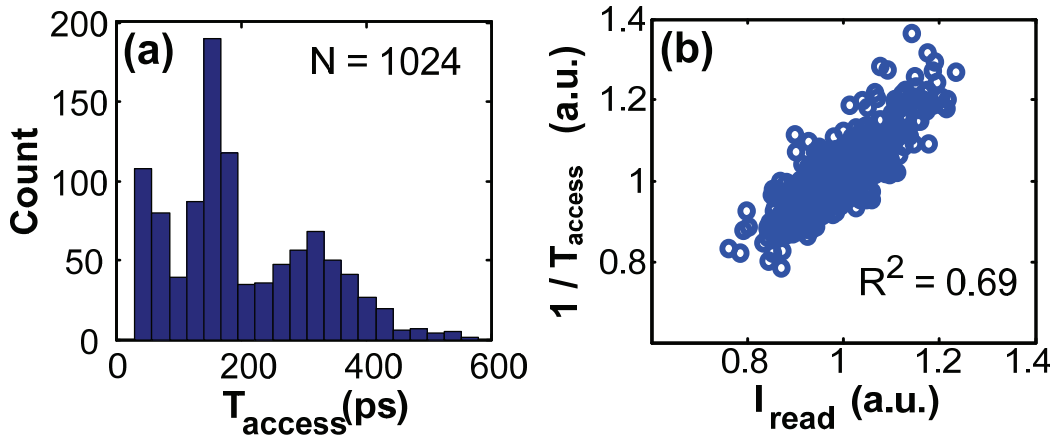 (a)
N = 1024
Count
200
150
100
50
0
0
200
400
600
T_access (ps)
(b)
R^2 = 0.69
1 / T_access (a.u.)
1.4
1.2
1
0.8
0.8
1
1.2
1.4
I_read (a.u.)